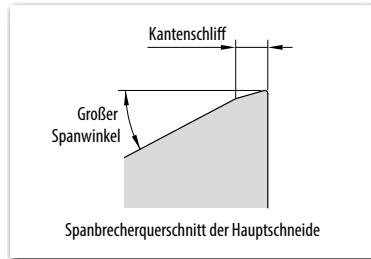 Kantenschliff
Großer
Spanwinkel
Spanbrecherquerschnitt der Hauptschneide